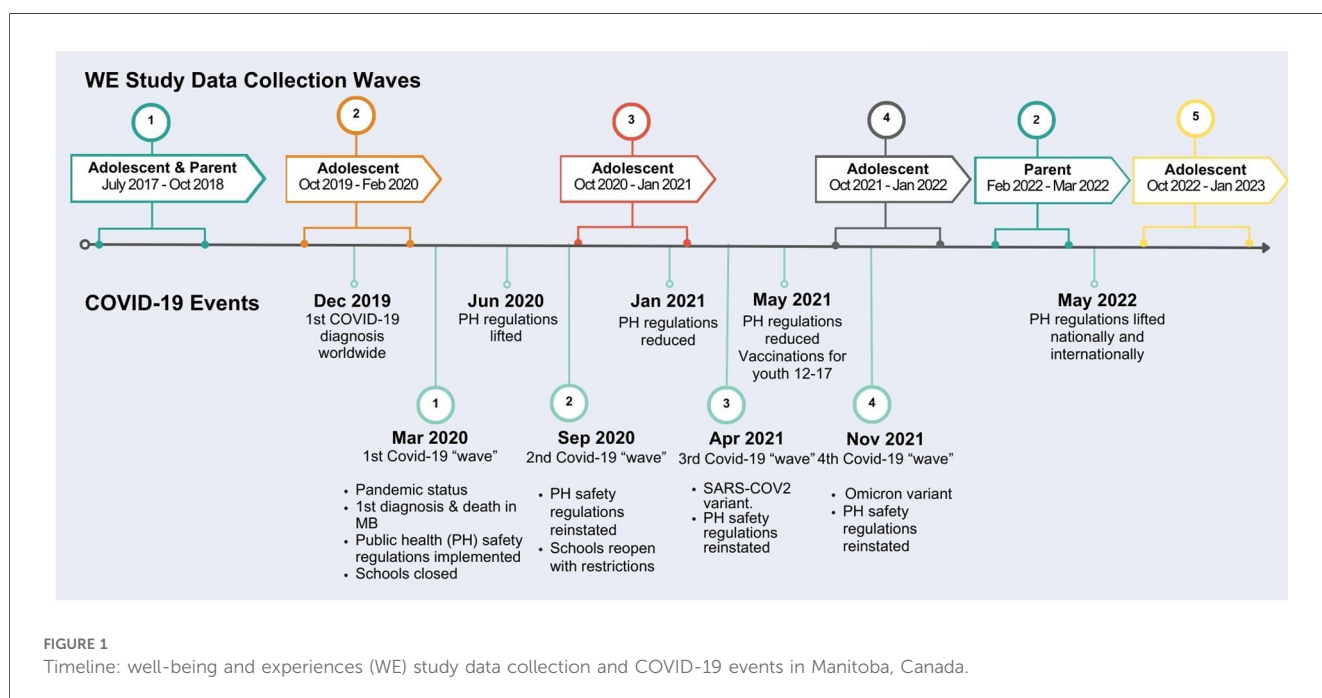 WE Study Data Collection Waves
1
2
3
4
2
5
Adolescent & Parent
July 2017 - Oct 2018
Adolescent
Oct 2019 - Feb 2020
Adolescent
Oct 2020 - Jan 2021
Adolescent
Oct 2021 - Jan 2022
Parent
Feb 2022 - Mar 2022
Adolescent
Oct 2022 - Jan 2023
COVID-19 Events
Dec 2019
1st COVID-19
diagnosis
worldwide
Jun 2020
PH regulations
lifted
Jan 2021
PH regulations
reduced
May 2021
PH regulations
reduced
Vaccinations for
youth 12-17
May 2022
PH regulations lifted
nationally and
internationally
1
Mar 2020
1st Covid-19 “wave”
• Pandemic status
• 1st diagnosis & death in
MB
• Public health (PH) safety
regulations implemented
• Schools closed
2
Sep 2020
2nd Covid-19 “wave”
• PH safety
regulations
reinstated
• Schools reopen
with restrictions
3
Apr 2021
3rd Covid-19 “wave”
• SARS-COV2
variant.
• PH safety
regulations
reinstated
4
Nov 2021
4th Covid-19 “wave”
• Omicron variant
• PH safety
regulations
reinstated
FIGURE 1
Timeline: well-being and experiences (WE) study data collection and COVID-19 events in Manitoba, Canada.